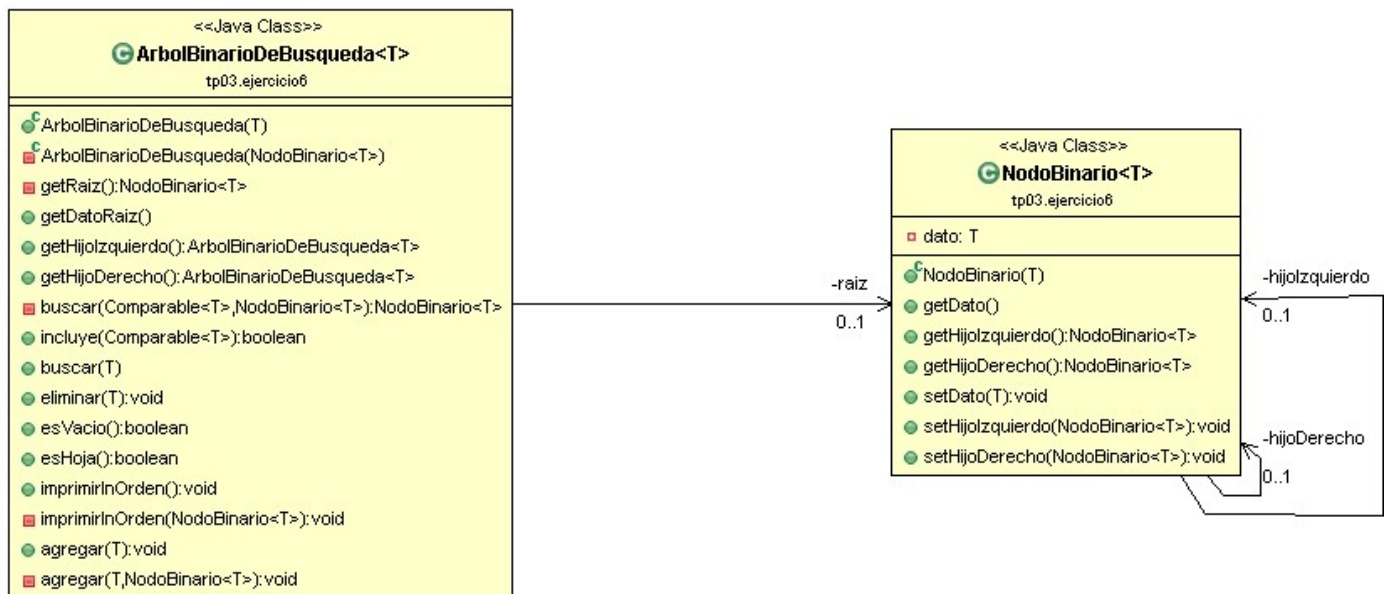 <<Java Class>>
ArbolBinarioDeBusqueda<T>
tp03.ejercicio6
ArbolBinarioDeBusqueda(T)
ArbolBinarioDeBusqueda(NodoBinario<T>)
getRaiz():NodoBinario<T>
getDatoRaiz()
getHijoIzquierdo():ArbolBinarioDeBusqueda<T>
getHijoDerecho():ArbolBinarioDeBusqueda<T>
buscar(Comparable<T>,NodoBinario<T>):NodoBinario<T>
incluye(Comparable<T>):boolean
buscar(T)
eliminar(T):void
esVacio():boolean
esHoja():boolean
imprimirInOrden():void
imprimirInOrden(NodoBinario<T>):void
agregar(T):void
agregar(T,NodoBinario<T>):void
-raiz
0..1
<<Java Class>>
NodoBinario<T>
tp03.ejercicio6
dato: T
NodoBinario(T)
getDato()
getHijoIzquierdo():NodoBinario<T>
getHijoDerecho():NodoBinario<T>
setDato(T):void
setHijoIzquierdo(NodoBinario<T>):void
setHijoDerecho(NodoBinario<T>):void
-hijoIzquierdo
0..1
-hijoDerecho
0..1